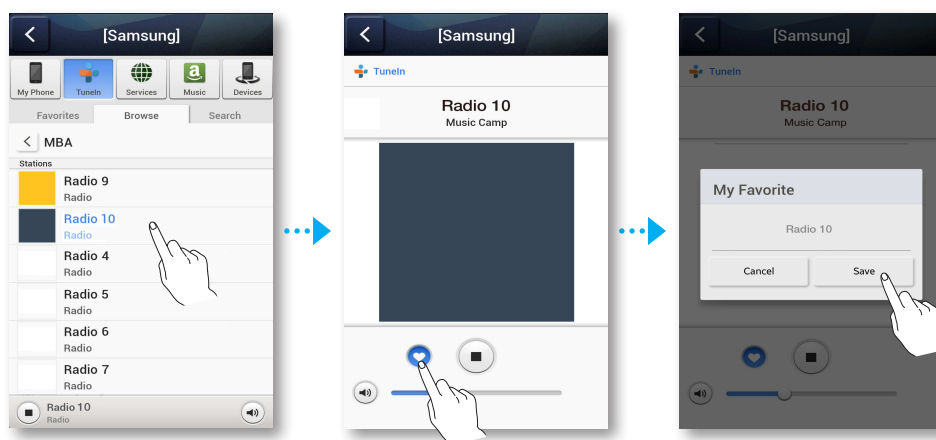 [Samsung]
My Phone
TuneIn
Services
a
Music
Devices
Favorites
Browse
Search
MBA
Stations
Radio 9
Radio
Radio 10
Radio
Radio 4
Radio
Radio 5
Radio
Radio 6
Radio
Radio 7
Radio
Radio 10
Radio
[Samsung]
TuneIn
Radio 10
Music Camp
[Samsung]
TuneIn
Radio 10
Music Camp
My Favorite
Radio 10
Cancel
Save